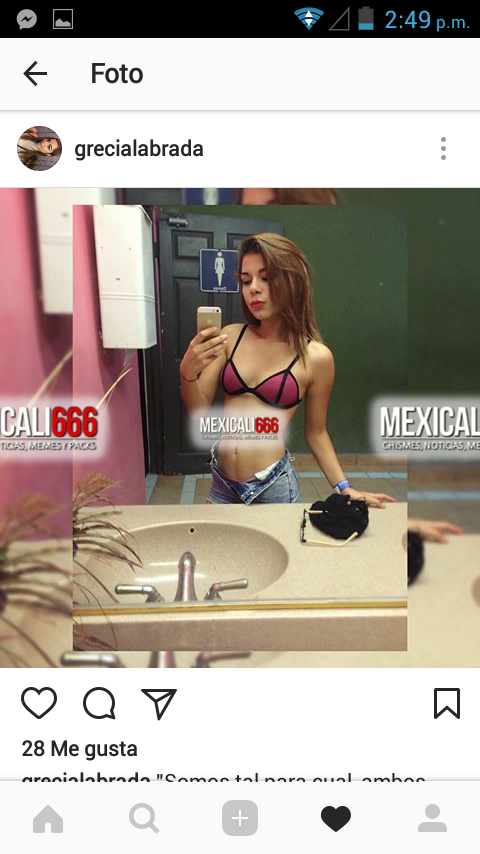 2:49 p.m.
Foto
grecialabrada
CALI666
TICIAS, MEMES Y PACKS
MEXICALI666
CHISMES, NOTICIAS, MEMES Y PACKS
MEXICAL
CHISMES, NOTICIAS, ME
28 Me gusta
grecialabrada "Somos tal para cual, ambos